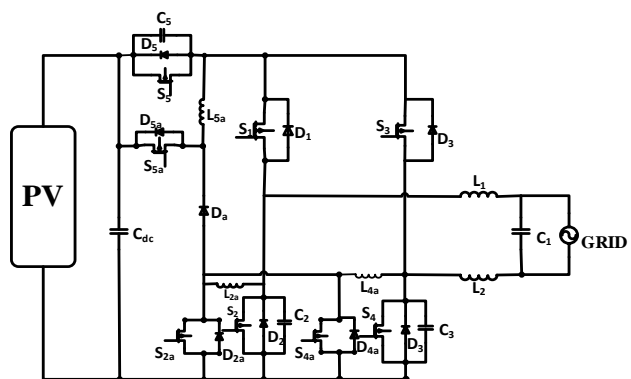 C5
D5
S5
D5a
L5a
S5a
S1
D1
S3
D3
PV
Da
Cdc
L1
C1
GRID
L2
L2a
L4a
S2
C2
S4
C3
S2a
D2a
D2
S4a
D4a
D3